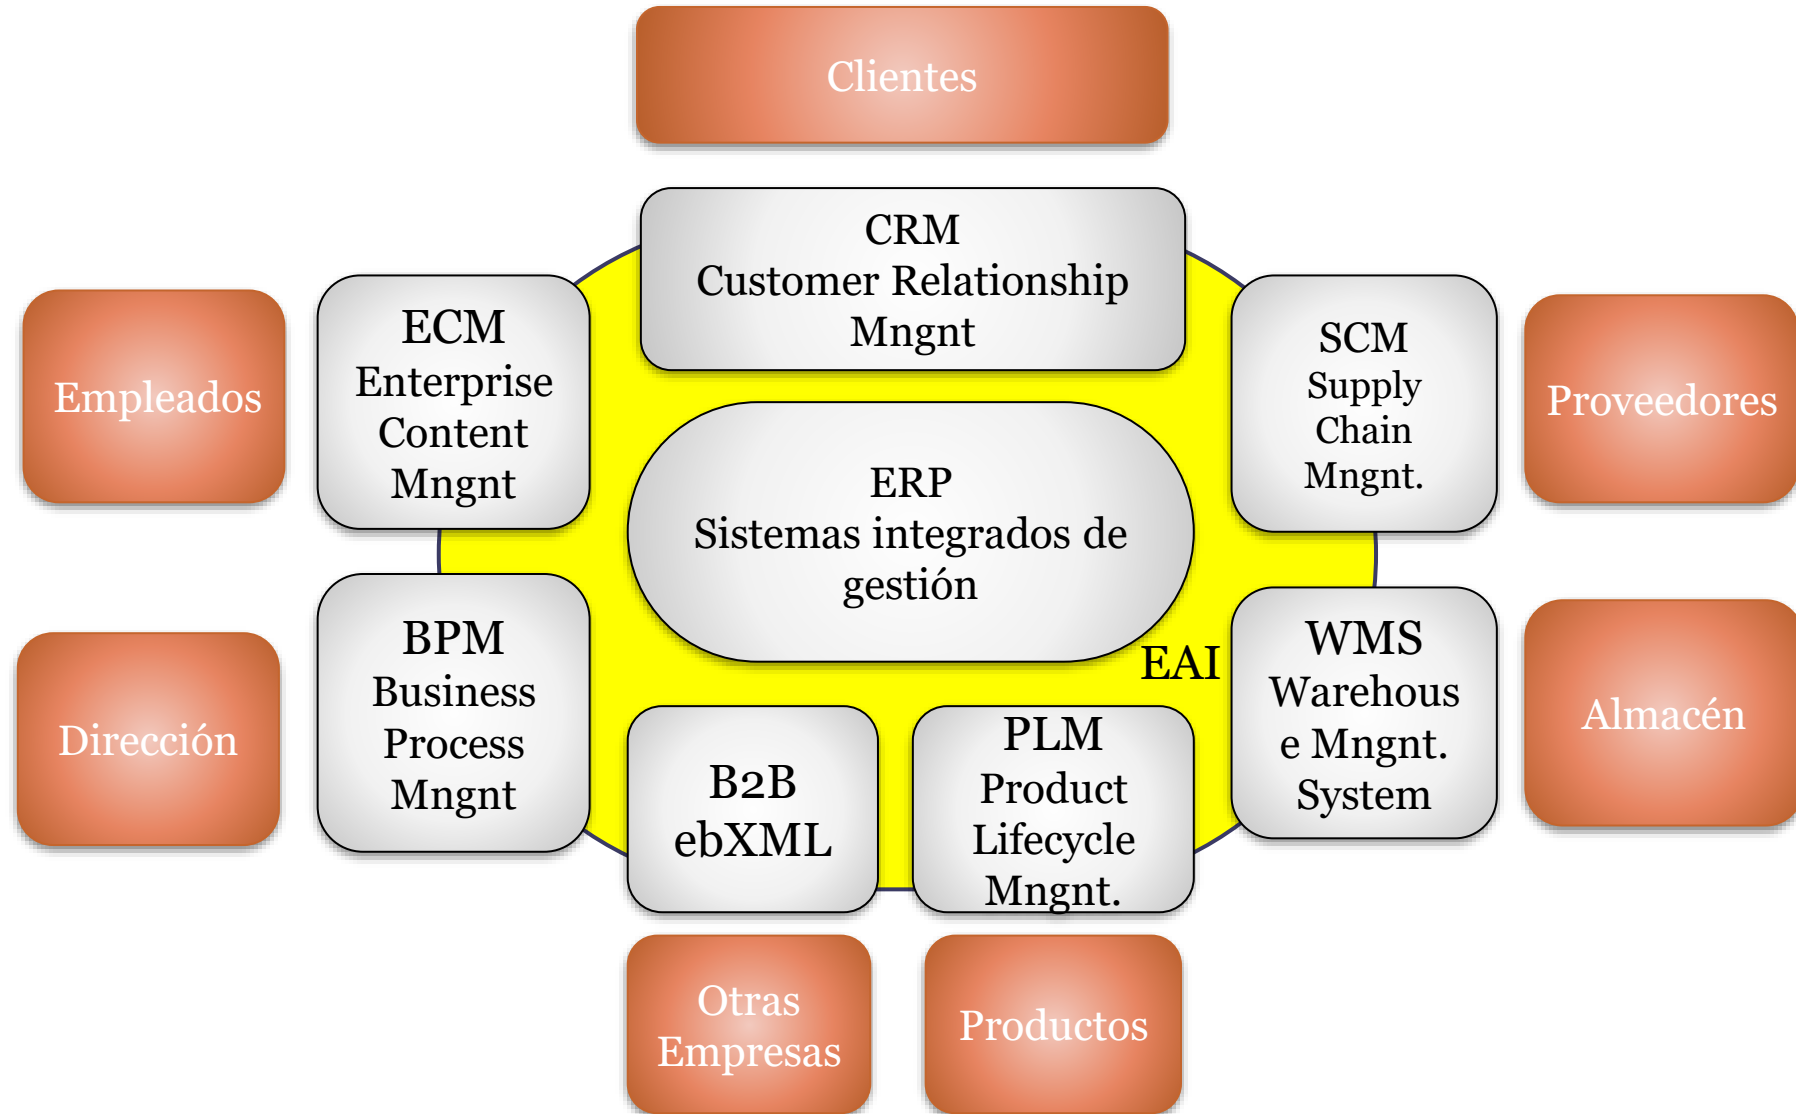 Clientes
CRM
Customer Relationship
Mngnt
Empleados
ECM
Enterprise
Content
Mngnt
SCM
Supply
Chain
Mngnt.
Proveedores
ERP
Sistemas integrados de
gestión
EAI
Dirección
BPM
Business
Process
Mngnt
B2B
ebXML
PLM
Product
Lifecycle
Mngnt.
WMS
Warehous
e Mngnt.
System
Almacén
Otras
Empresas
Productos